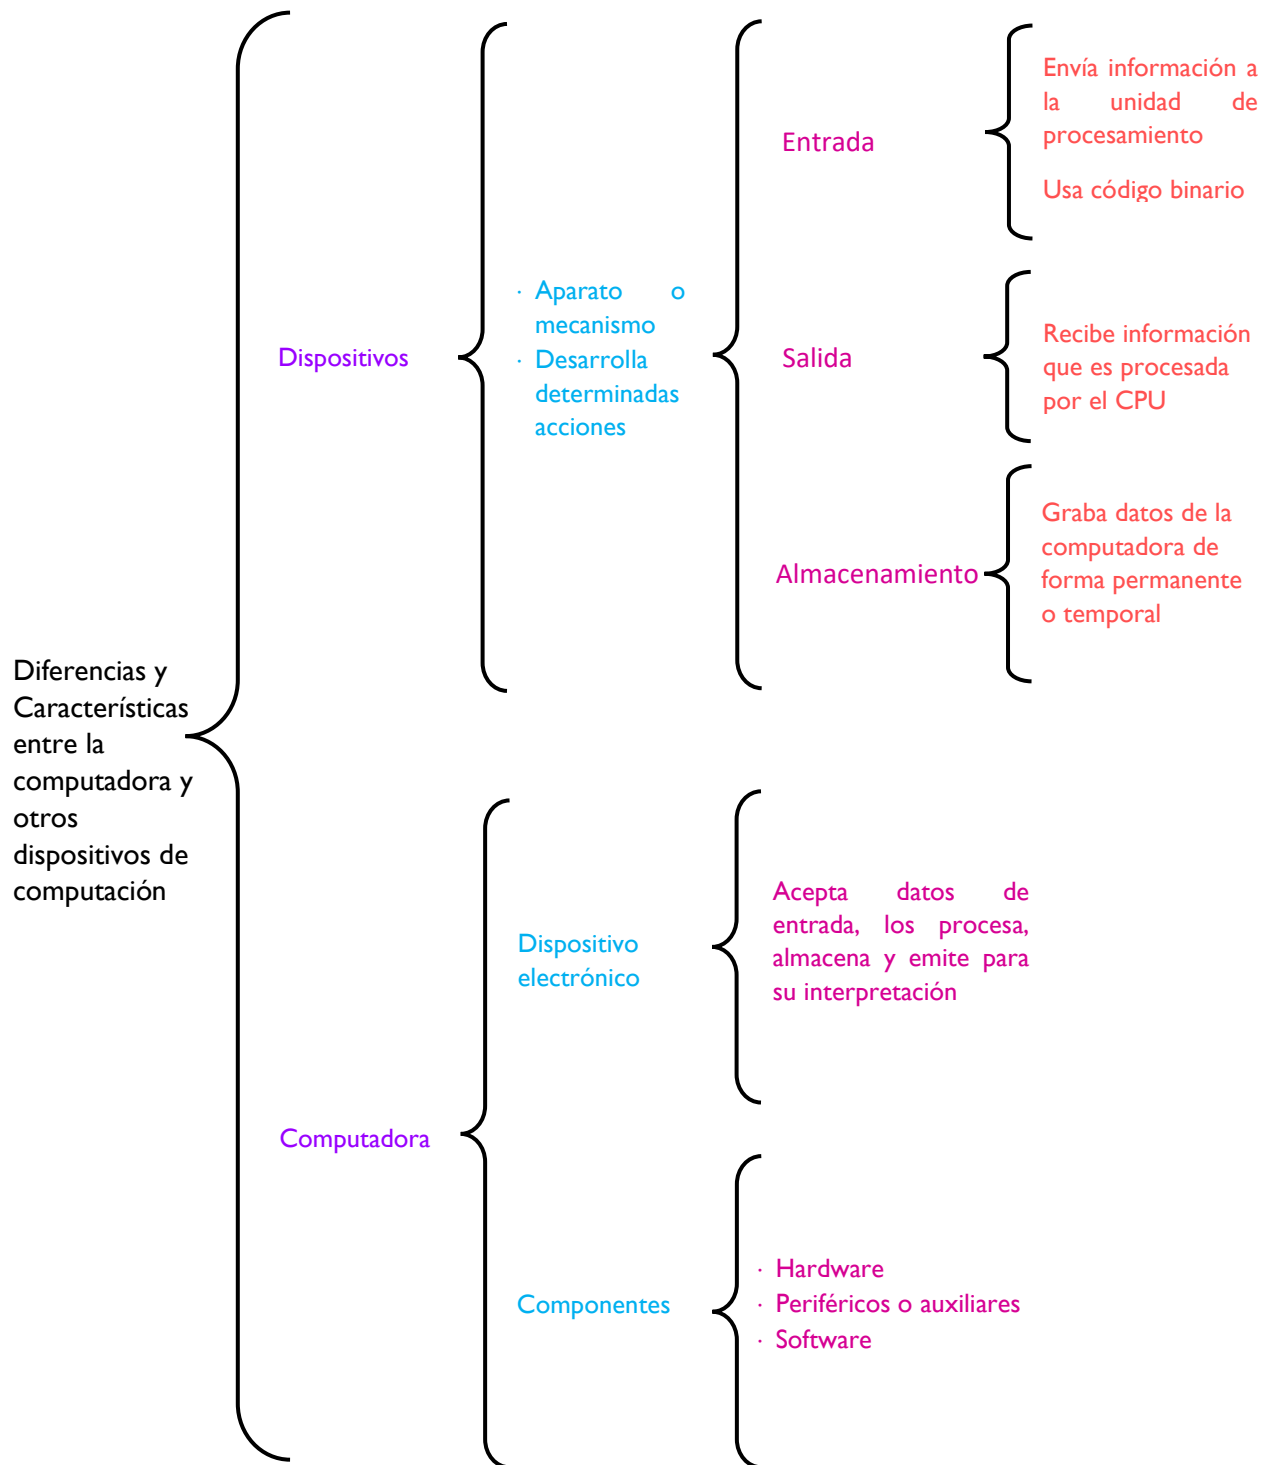 Diferencias y
Características
entre la
computadora y
otros
dispositivos de
computación
Dispositivos
· Aparato o
mecanismo
· Desarrolla
determinadas
acciones
Entrada
Envía información a
la unidad de
procesamiento
Usa código binario
Salida
Recibe información
que es procesada
por el CPU
Almacenamiento
Graba datos de la
computadora de
forma permanente
o temporal
Computadora
Dispositivo
electrónico
Acepta datos de
entrada, los procesa,
almacena y emite para
su interpretación
Componentes
· Hardware
· Periféricos o auxiliares
· Software